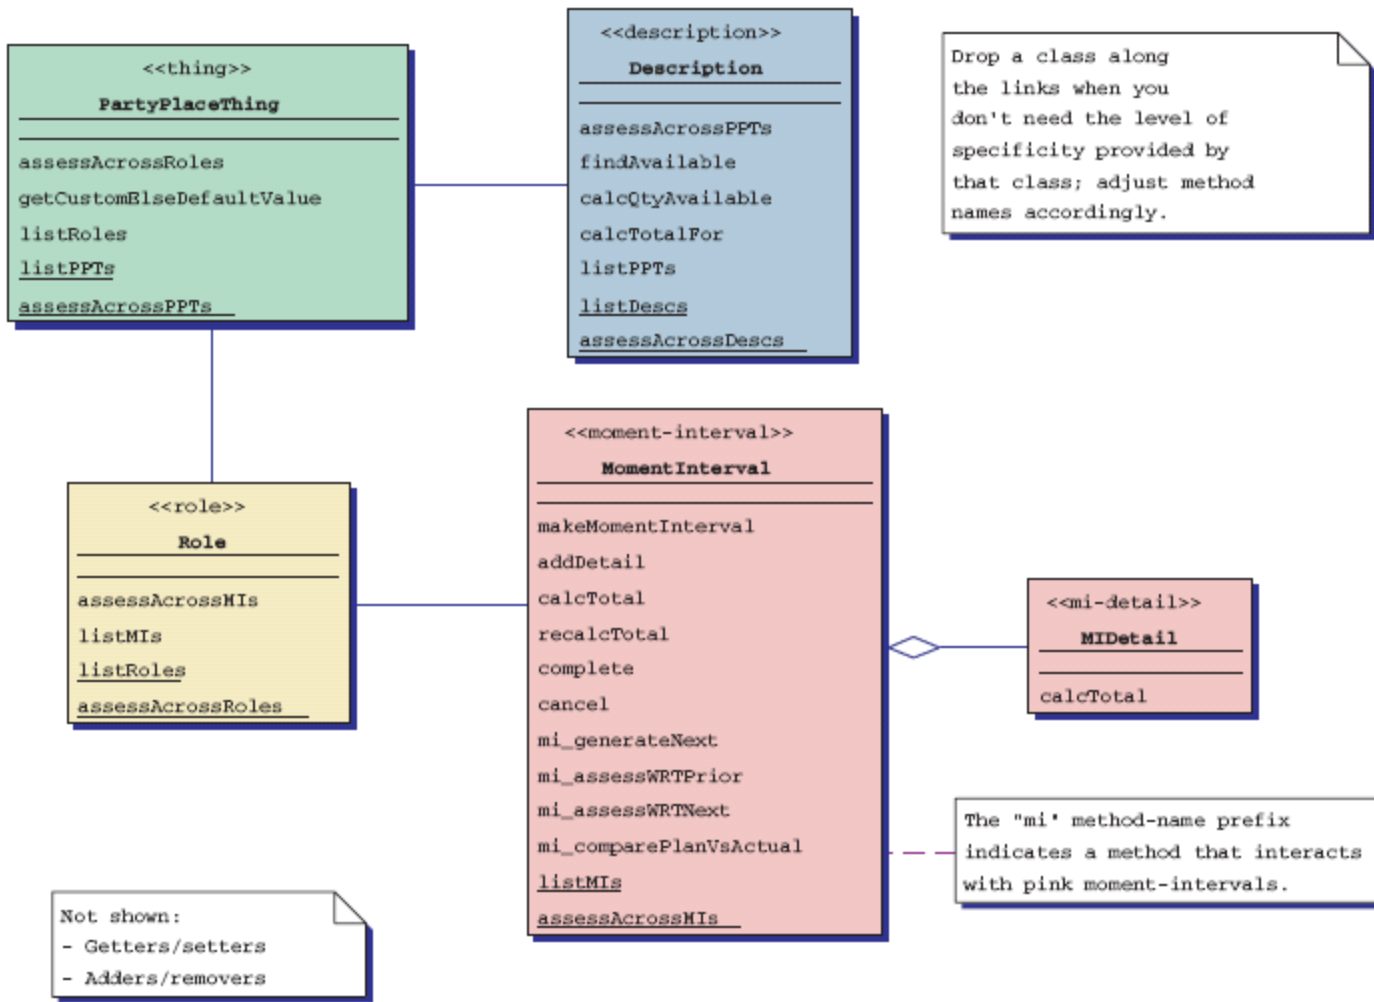 <<thing>>
PartyPlaceThing
assessAcrossRoles
getCustomElseDefaultValue
listRoles
listPPTs
assessAcrossPPTs
<<description>>
Description
assessAcrossPPTs
findAvailable
calcQtyAvailable
calcTotalFor
listPPTs
listDescs
assessAcrossDescs
Drop a class along
the links when you
don't need the level of
specificity provided by
that class; adjust method
names accordingly.
<<role>>
Role
assessAcrossMIs
listMIs
listRoles
assessAcrossRoles
<<moment-interval>>
MomentInterval
makeMomentInterval
addDetail
calcTotal
recalcTotal
complete
cancel
mi_generateNext
mi_assessWRTPrior
mi_assessWRTNext
mi_comparePlanVsActual
listMIs
assessAcrossMIs
<<mi-detail>>
MIDetail
calcTotal
The "mi" method-name prefix
indicates a method that interacts
with pink moment-intervals.
Not shown:
- Getters/setters
- Adders/removers